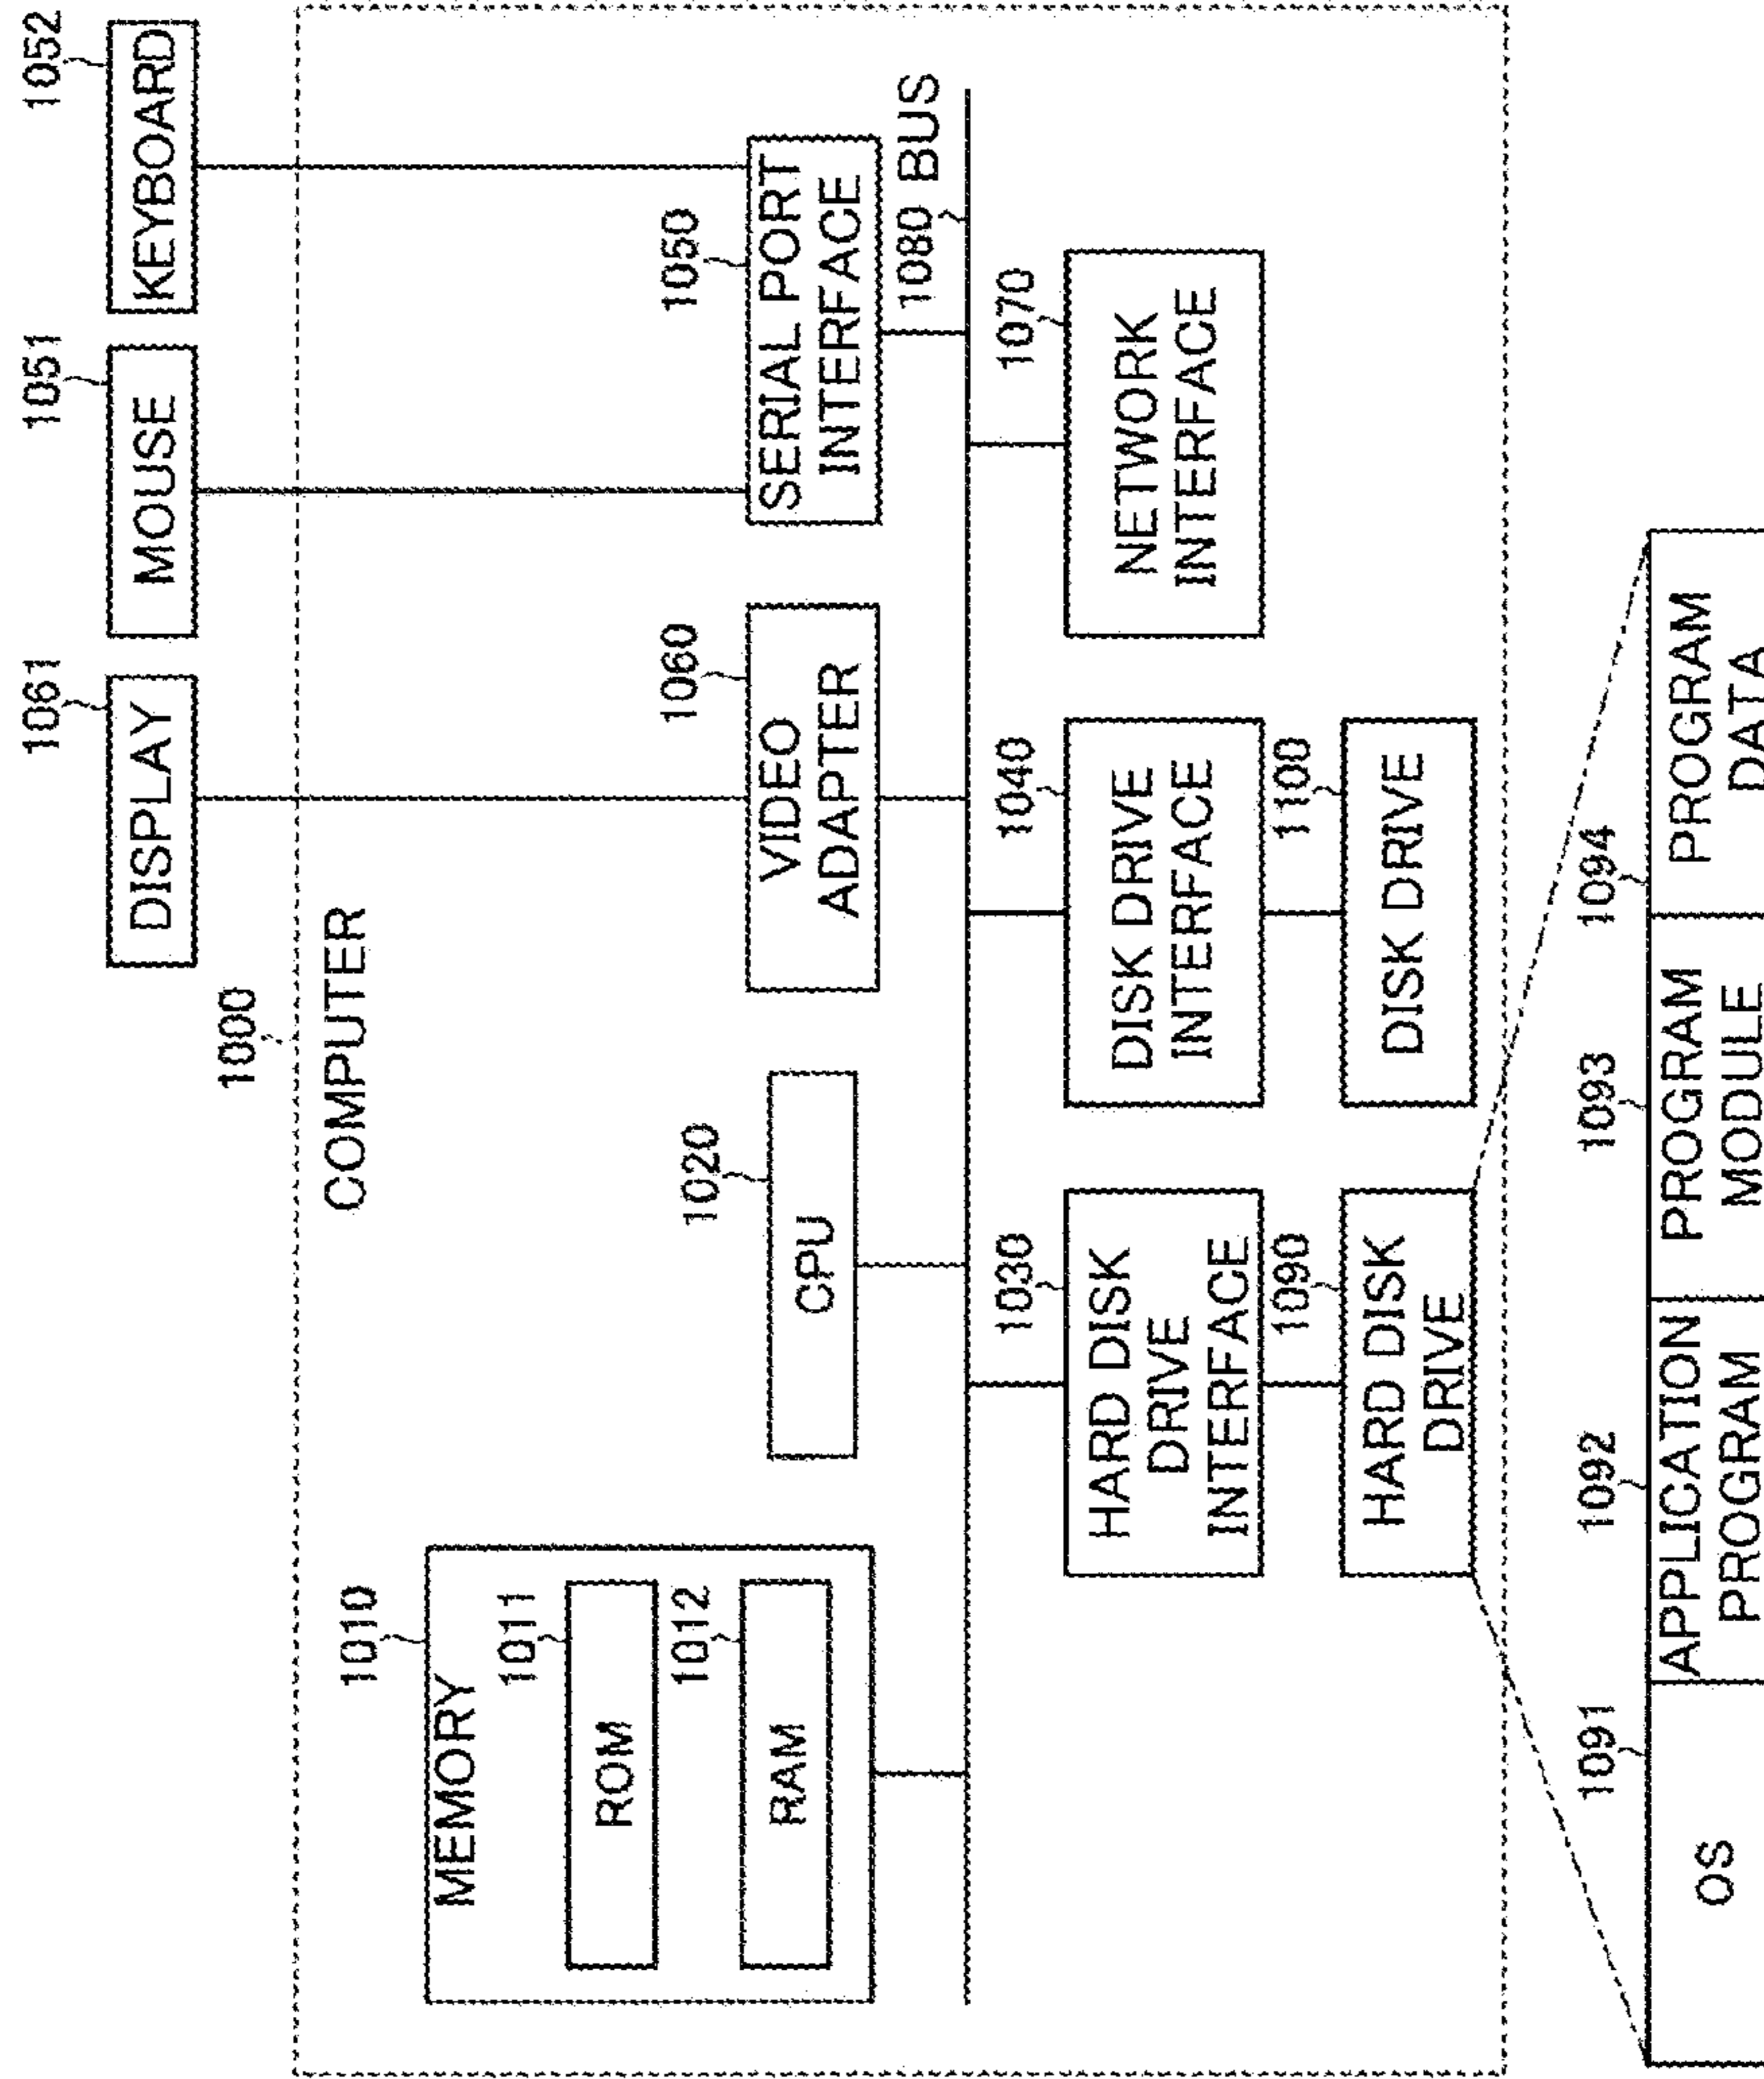 1061
DISPLAY
1051
MOUSE
1052
KEYBOARD
1000
COMPUTER
1010
MEMORY
1011
ROM
1012
RAM
1020
CPU
1060
VIDEO
ADAPTER
1050
SERIAL PORT
INTERFACE
1080 BUS
1030
HARD DISK
DRIVE
INTERFACE
1040
DISK DRIVE
INTERFACE
1070
NETWORK
INTERFACE
1090
HARD DISK
DRIVE
1100
DISK DRIVE
1091
OS
1092
APPLICATION
PROGRAM
1093
PROGRAM
MODULE
1094
PROGRAM
DATA